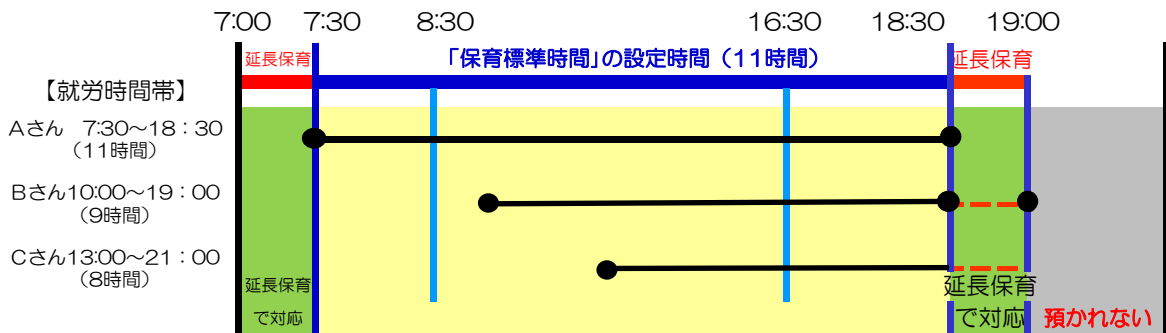 7:00 7:30 8:30 16:30 18:30 19:00
延長保育 「保育標準時間」の設定時間（11時間） 延長保育
【就労時間帯】
Aさん 7:30～18：30
（11時間）
Bさん10:00～19：00
（9時間）
Cさん13:00～21：00
（8時間）
延長保育
で対応
延長保育
で対応
預かれない